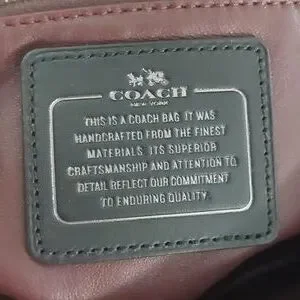 COACH
NEW YORK
THIS IS A COACH BAG. IT WAS
HANDCRAFTED FROM THE FINEST
MATERIALS. ITS SUPERIOR
CRAFTSMANSHIP AND ATTENTION TO
DETAIL REFLECT OUR COMMITMENT
TO ENDURING QUALITY.